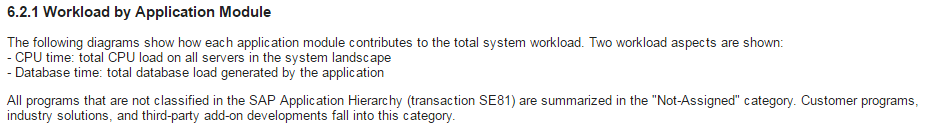 6.2.1 Workload by Application Module
The following diagrams show how each application module contributes to the total system workload. Two workload aspects are shown:
- CPU time: total CPU load on all servers in the system landscape
- Database time: total database load generated by the application
All programs that are not classified in the SAP Application Hierarchy (transaction SE81) are summarized in the "Not-Assigned" category. Customer programs,
industry solutions, and third-party add-on developments fall into this category.